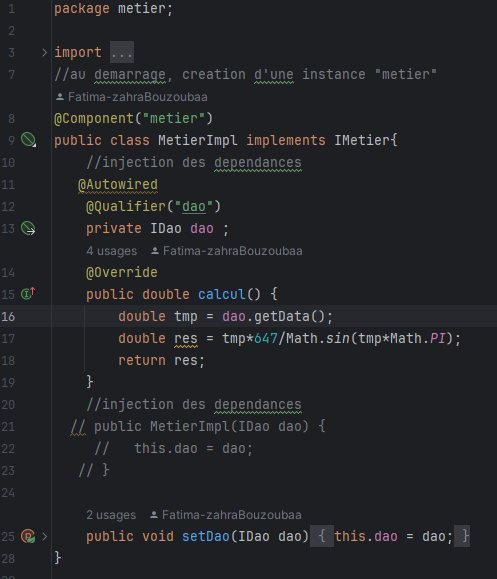 1 package metier;
2
3 import ...
7 //au demarrage, creation d'une instance "metier"
Fatima-zahraBouzoubaa
8 @Component("metier")
9 public class MetierImpl implements IMetier{
10 //injection des dependances
11 @Autowired
12 @Qualifier("dao")
13 private IDao dao ;
4 usages Fatima-zahraBouzoubaa
14 @Override
15 public double calcul() {
16 double tmp = dao.getData();
17 double res = tmp*647/Math.sin(tmp*Math.PI);
18 return res;
19 }
20 //injection des dependances
21 // public MetierImpl(IDao dao) {
22 //   this.dao = dao;
23 // }
24
2 usages Fatima-zahraBouzoubaa
25 public void setDao(IDao dao) { this.dao = dao; }
28 }